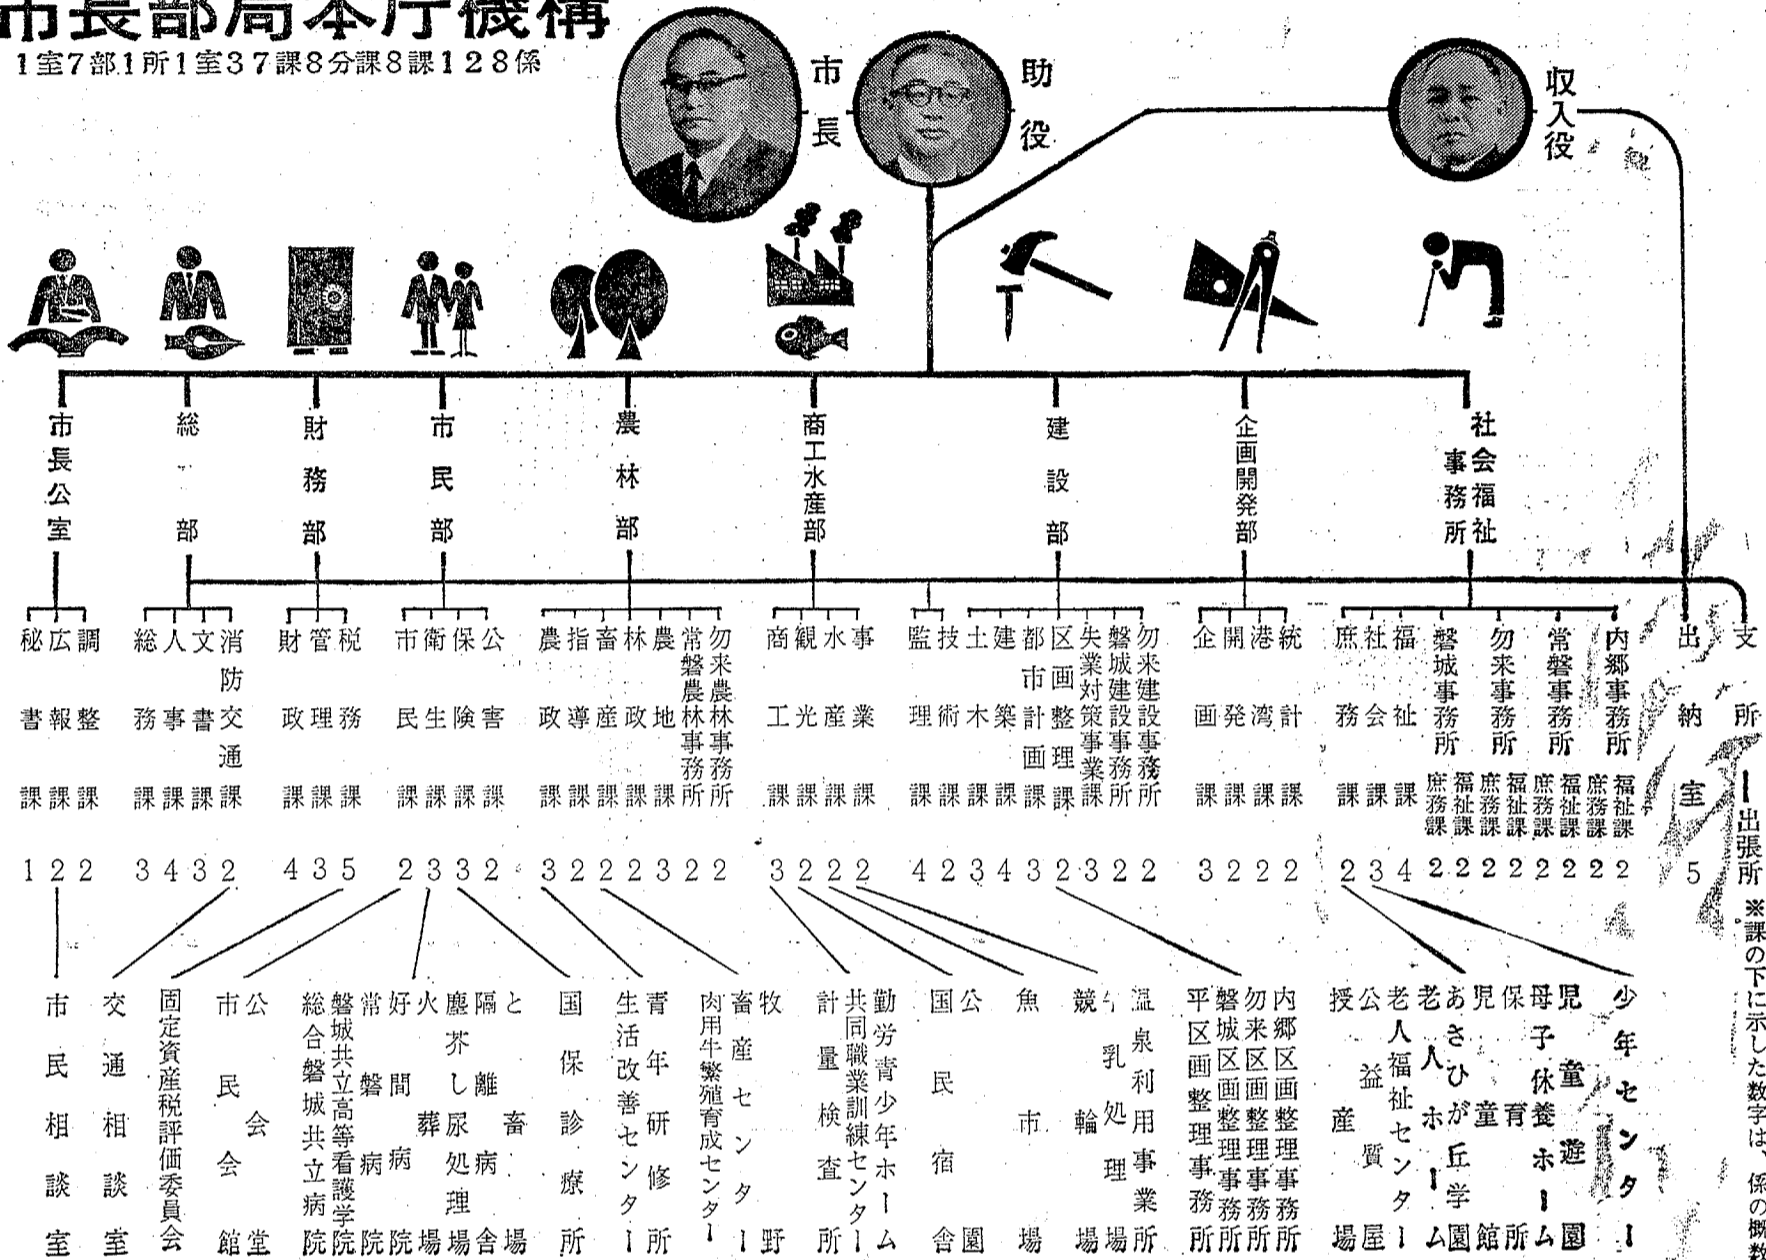 市長部局本庁機構
1室7部1所1室37課8分課8課128係
市長
助役
収入役
市長公室
総部
財務部
市民部
農林部
商工水産部
建設部
企画開発部
社会福祉事務所
秘書課
広報課
調整課
総務課
人事課
文書課
消防交通課
財政課
管理課
税務課
市民課
衛生課
保険課
公害課
農政課
指導課
畜産課
林政課
農地課
常磐農林事務所
勿来農林事務所
商工課
観光課
水産課
事業課
監理課
技術課
土木課
建築課
都市計画課
区画整理課
失業対策事業課
磐城建設事務所
勿来建設事務所
企画課
開発課
港湾課
統計課
庶務課
社会課
福祉課
磐城事務所
庶務課
福祉課
勿来事務所
庶務課
福祉課
常磐事務所
庶務課
福祉課
内郷事務所
庶務課
福祉課
出納室
支所―出張所
1 2 2 3 4 3 2 4 3 5 2 3 3 2 3 2 2 2 3 2 2 3 2 2 2 4 2 3 4 3 2 3 2 2 3 2 2 2 2 3 4 2 2 2 2 2 2 2 2 5
市民相談室
交通相談室
固定資産税評価委員会
市民会館
公会堂
総合磐城共立病院
磐城共立高等看護学院
常磐病院
好間病院
火葬場
塵芥し尿処理場
隔離病舎
と畜場
国保診療所
生活改善センター
青年研修所
肉用牛繁殖育成センター
畜産センター
牧野
計量検査所
共同職業訓練センター
勤労青少年ホーム
国民宿舎
公園
魚市場
競輪場
牛乳処理場
温泉利用事業所
平区画整理事務所
磐城区画整理事務所
勿来区画整理事務所
内郷区画整理事務所
授産場
公益質屋
老人福祉センター
老人ホーム
あさひが丘学園
児童館
保育所
母子休養ホーム
児童遊園
少年センター
※課の下に示した数字は、係の概数